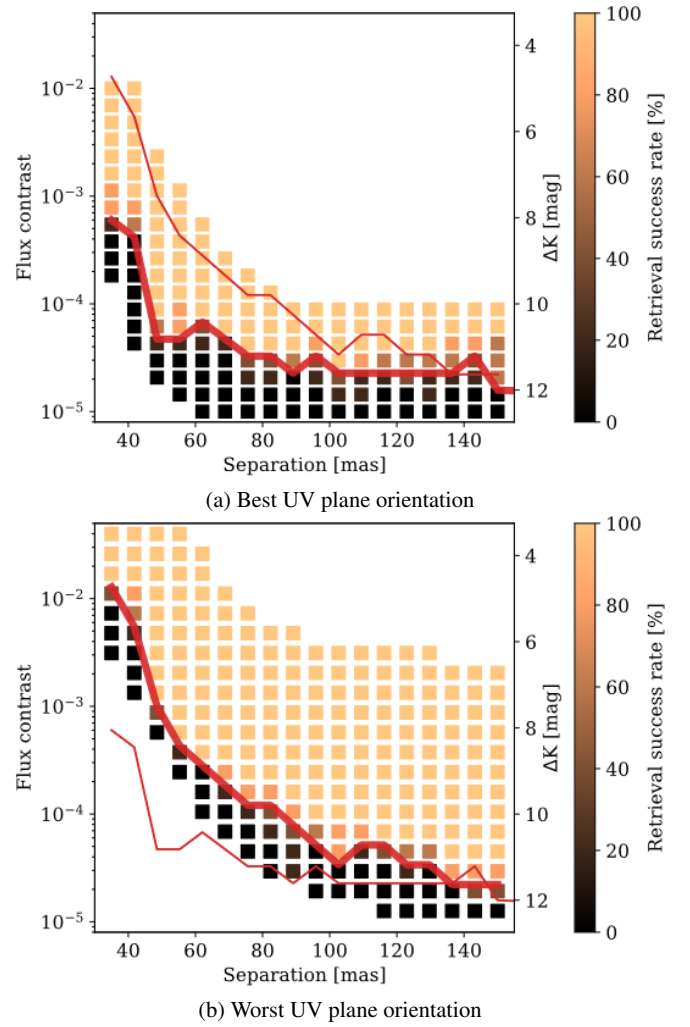 10⁻²
10⁻³
10⁻⁴
10⁻⁵
Flux contrast
40 60 80 100 120 140
Separation [mas]
4
6
8
10
12
ΔK [mag]
100
80
60
40
20
0
Retrieval success rate [%]
(a) Best UV plane orientation
10⁻²
10⁻³
10⁻⁴
10⁻⁵
Flux contrast
40 60 80 100 120 140
Separation [mas]
4
6
8
10
12
ΔK [mag]
100
80
60
40
20
0
Retrieval success rate [%]
(b) Worst UV plane orientation